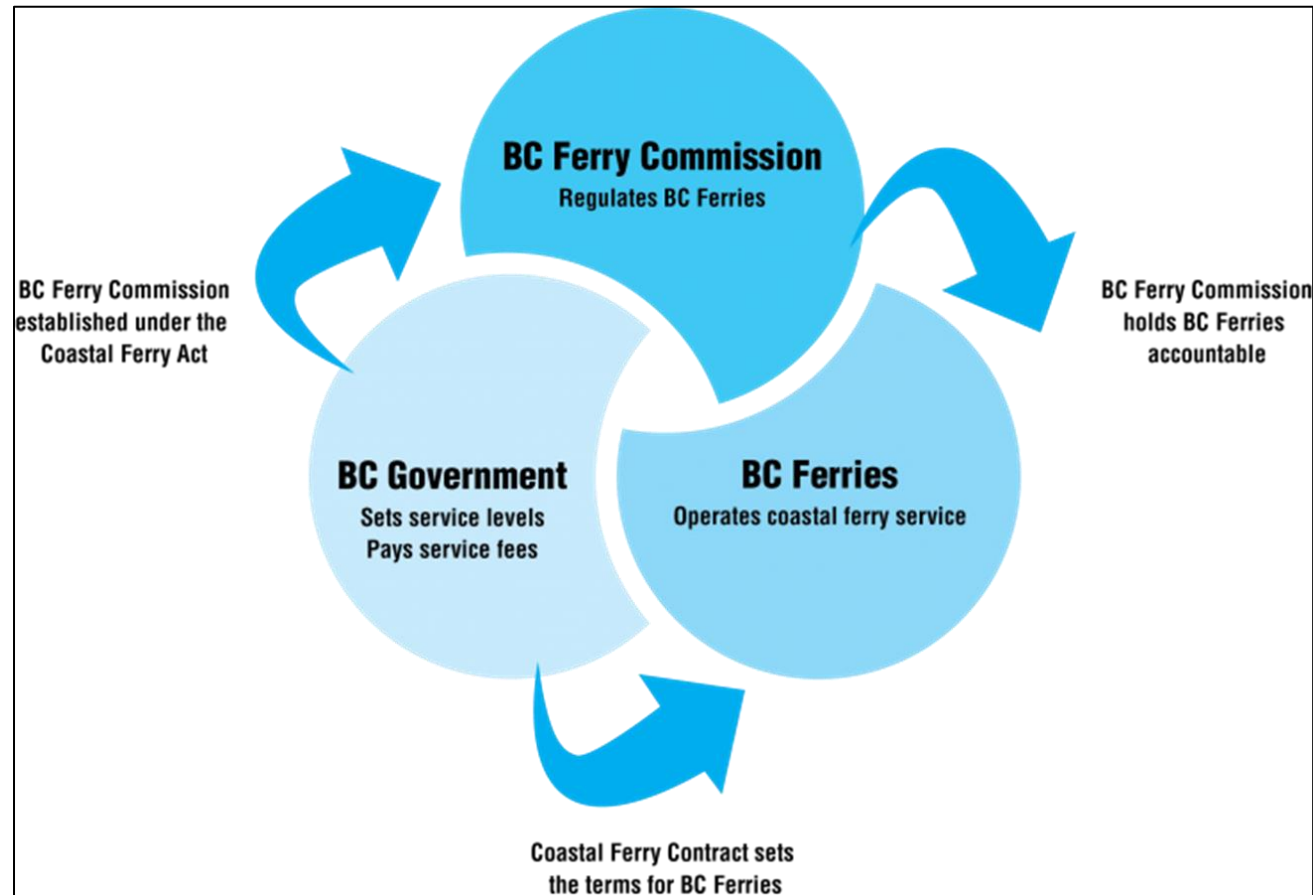 BC Ferry Commission
Regulates BC Ferries
BC Ferry Commission
established under the
Coastal Ferry Act
BC Ferry Commission
holds BC Ferries
accountable
BC Government
Sets service levels
Pays service fees
BC Ferries
Operates coastal ferry service
Coastal Ferry Contract sets
the terms for BC Ferries